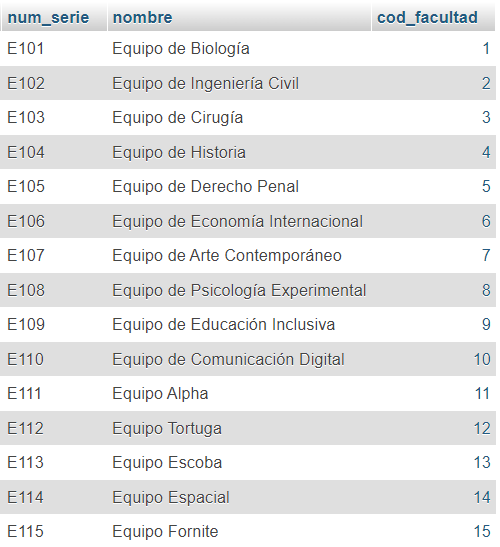 num_serie nombre cod_facultad
E101 Equipo de Biología 1
E102 Equipo de Ingeniería Civil 2
E103 Equipo de Cirugía 3
E104 Equipo de Historia 4
E105 Equipo de Derecho Penal 5
E106 Equipo de Economía Internacional 6
E107 Equipo de Arte Contemporáneo 7
E108 Equipo de Psicología Experimental 8
E109 Equipo de Educación Inclusiva 9
E110 Equipo de Comunicación Digital 10
E111 Equipo Alpha 11
E112 Equipo Tortuga 12
E113 Equipo Escoba 13
E114 Equipo Espacial 14
E115 Equipo Fornite 15